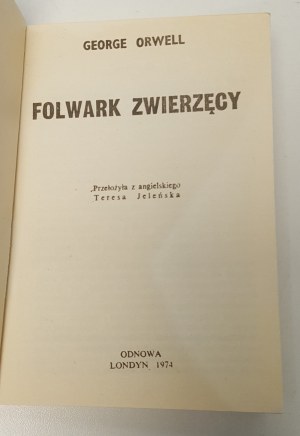 GEORGE ORWELL
FOLWARK ZWIERZĘCY
Przełożyła z angielskiego
Teresa Jeleńska
ODNOWA
LONDYN 1974